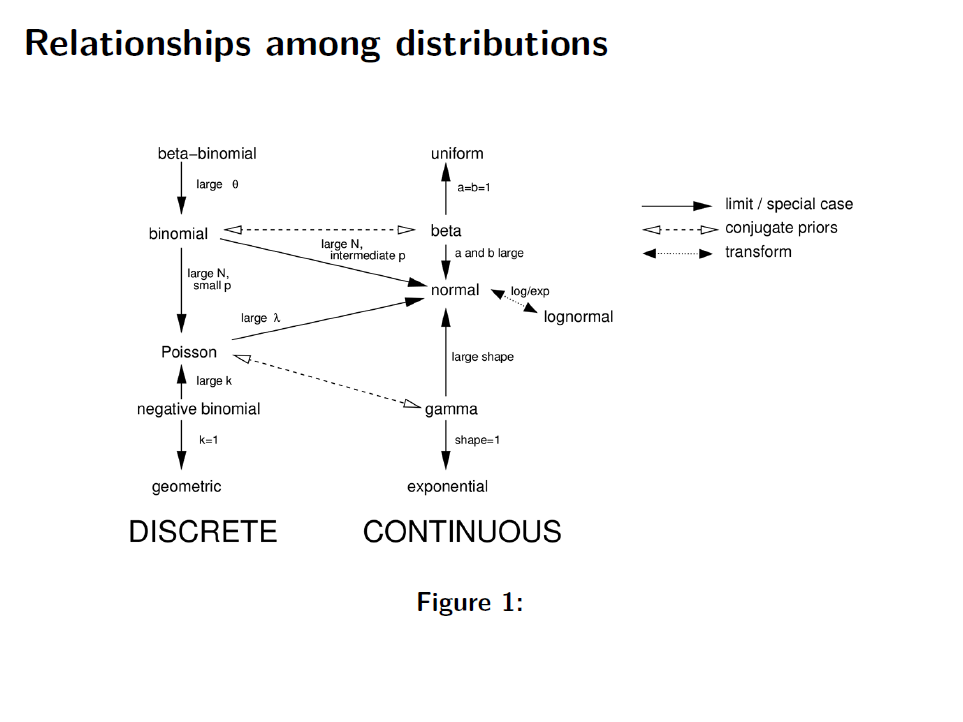 Relationships among distributions
beta−binomial
uniform
large θ
a=b=1
limit / special case
binomial
beta
conjugate priors
large N,
intermediate p
a and b large
transform
large N,
small p
normal
log/exp
lognormal
large λ
Poisson
large shape
large k
negative binomial
gamma
k=1
shape=1
geometric
exponential
DISCRETE
CONTINUOUS
Figure 1: